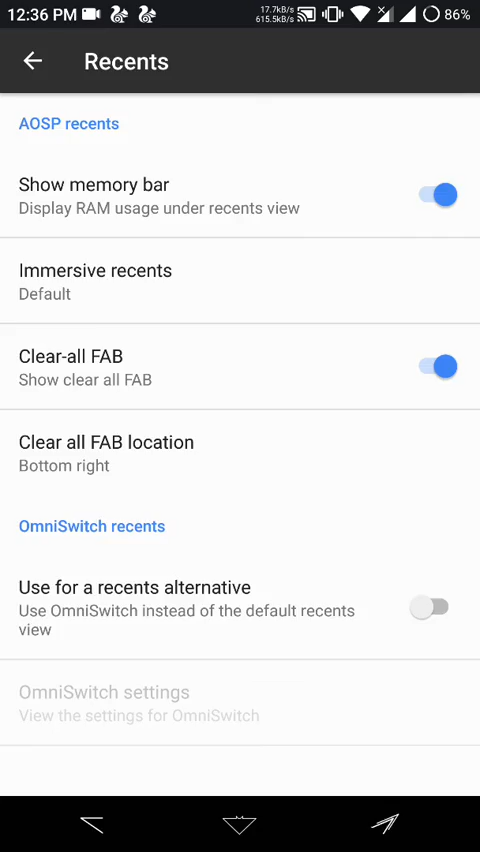 12:36 PM
17.7kB/s
615.5kB/s
86%
Recents
AOSP recents
Show memory bar
Display RAM usage under recents view
Immersive recents
Default
Clear-all FAB
Show clear all FAB
Clear all FAB location
Bottom right
OmniSwitch recents
Use for a recents alternative
Use OmniSwitch instead of the default recents
view
OmniSwitch settings
View the settings for OmniSwitch